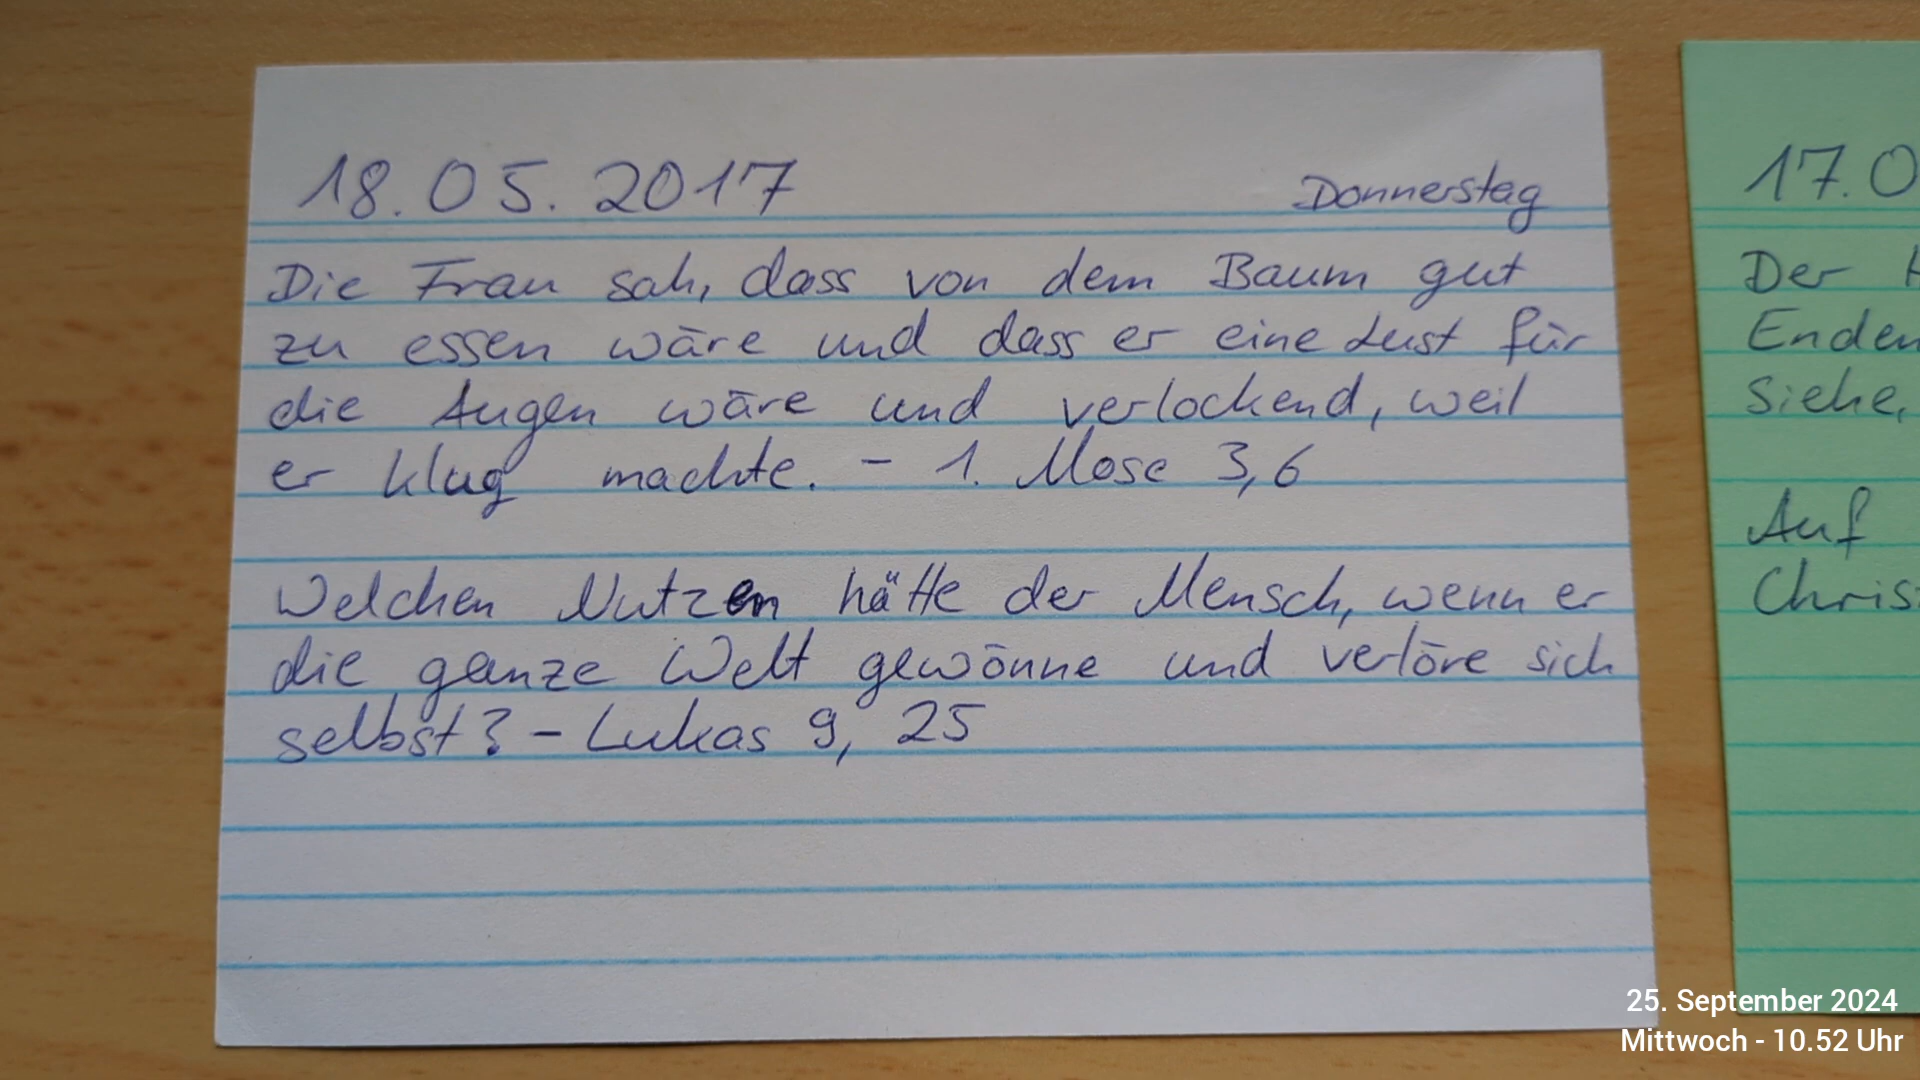 18.05.2017 Donnerstag
Die Frau sah, dass von dem Baum gut
zu essen wäre und dass er eine Lust für
die Augen wäre und verlockend, weil
er klug machte. - 1. Mose 3,6
Welchen Nutzen hätte der Mensch, wenn er
die ganze Welt gewönne und verlöre sich
selbst? - Lukas 9, 25
17.0
Der
Enden
Siehe,
Auf
Chris
25. September 2024
Mittwoch - 10.52 Uhr